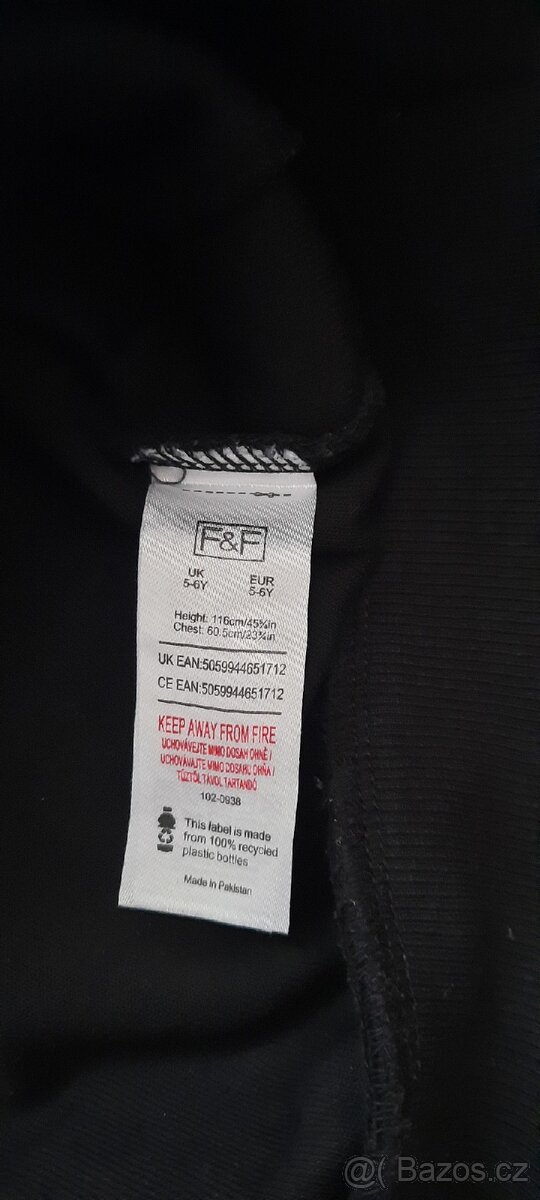 F&F
UK
5-6Y
EUR
5-6Y
Height: 116cm/45¾in
Chest: 60.5cm/23¾in
UK EAN:5059944651712
CE EAN:5059944651712
KEEP AWAY FROM FIRE
UCHOVÁVEJTE MIMO DOSAH OHNĚ /
UCHOVÁVAJTE MIMO DOSAHU OHŇA /
TŰZTŐL TÁVOL TARTANDÓ
102-0938
This label is made
from 100% recycled
plastic bottles
Made in Pakistan
@( Bazos.cz